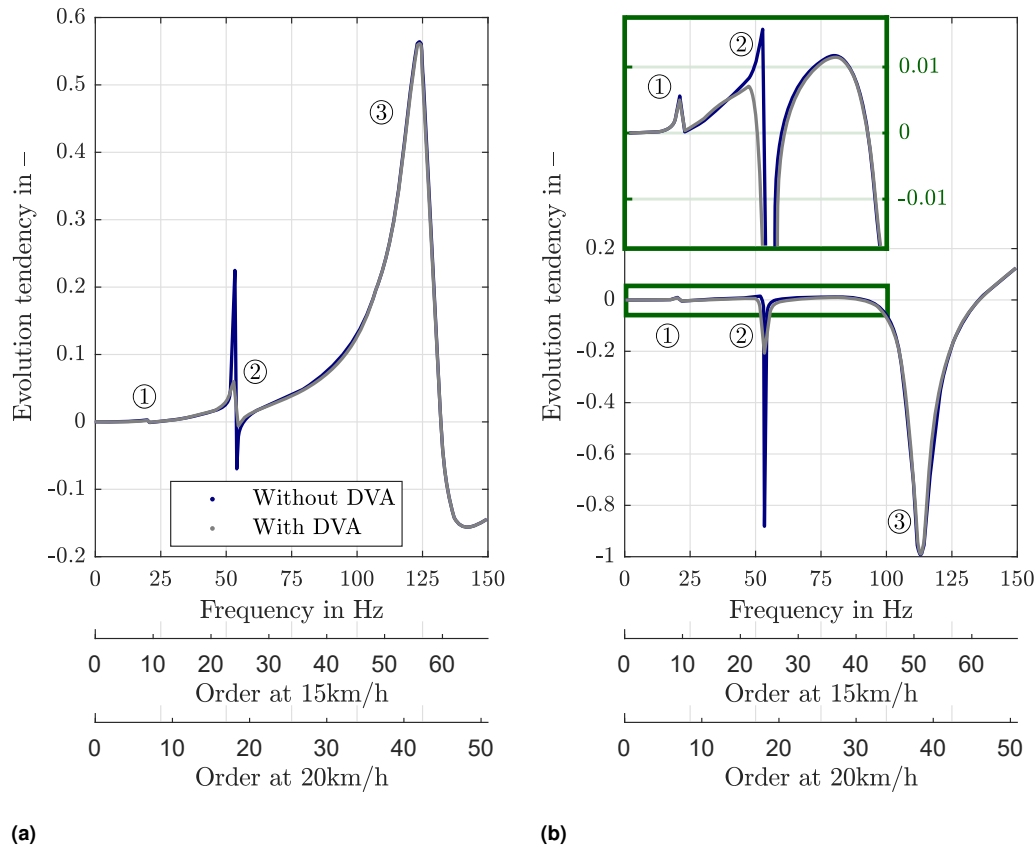 Evolution tendency in –
0.6
0.5
0.4
0.3
0.2
0.1
0
-0.1
-0.2
①
②
③
Without DVA
With DVA
0 25 50 75 100 125 150
Frequency in Hz
0 10 20 30 40 50 60
Order at 15km/h
0 10 20 30 40 50
Order at 20km/h
(a)
Evolution tendency in –
①
②
0.01
0
-0.01
0.2
0
-0.2
-0.4
-0.6
-0.8
-1
①
②
③
0 25 50 75 100 125 150
Frequency in Hz
0 10 20 30 40 50 60
Order at 15km/h
0 10 20 30 40 50
Order at 20km/h
(b)